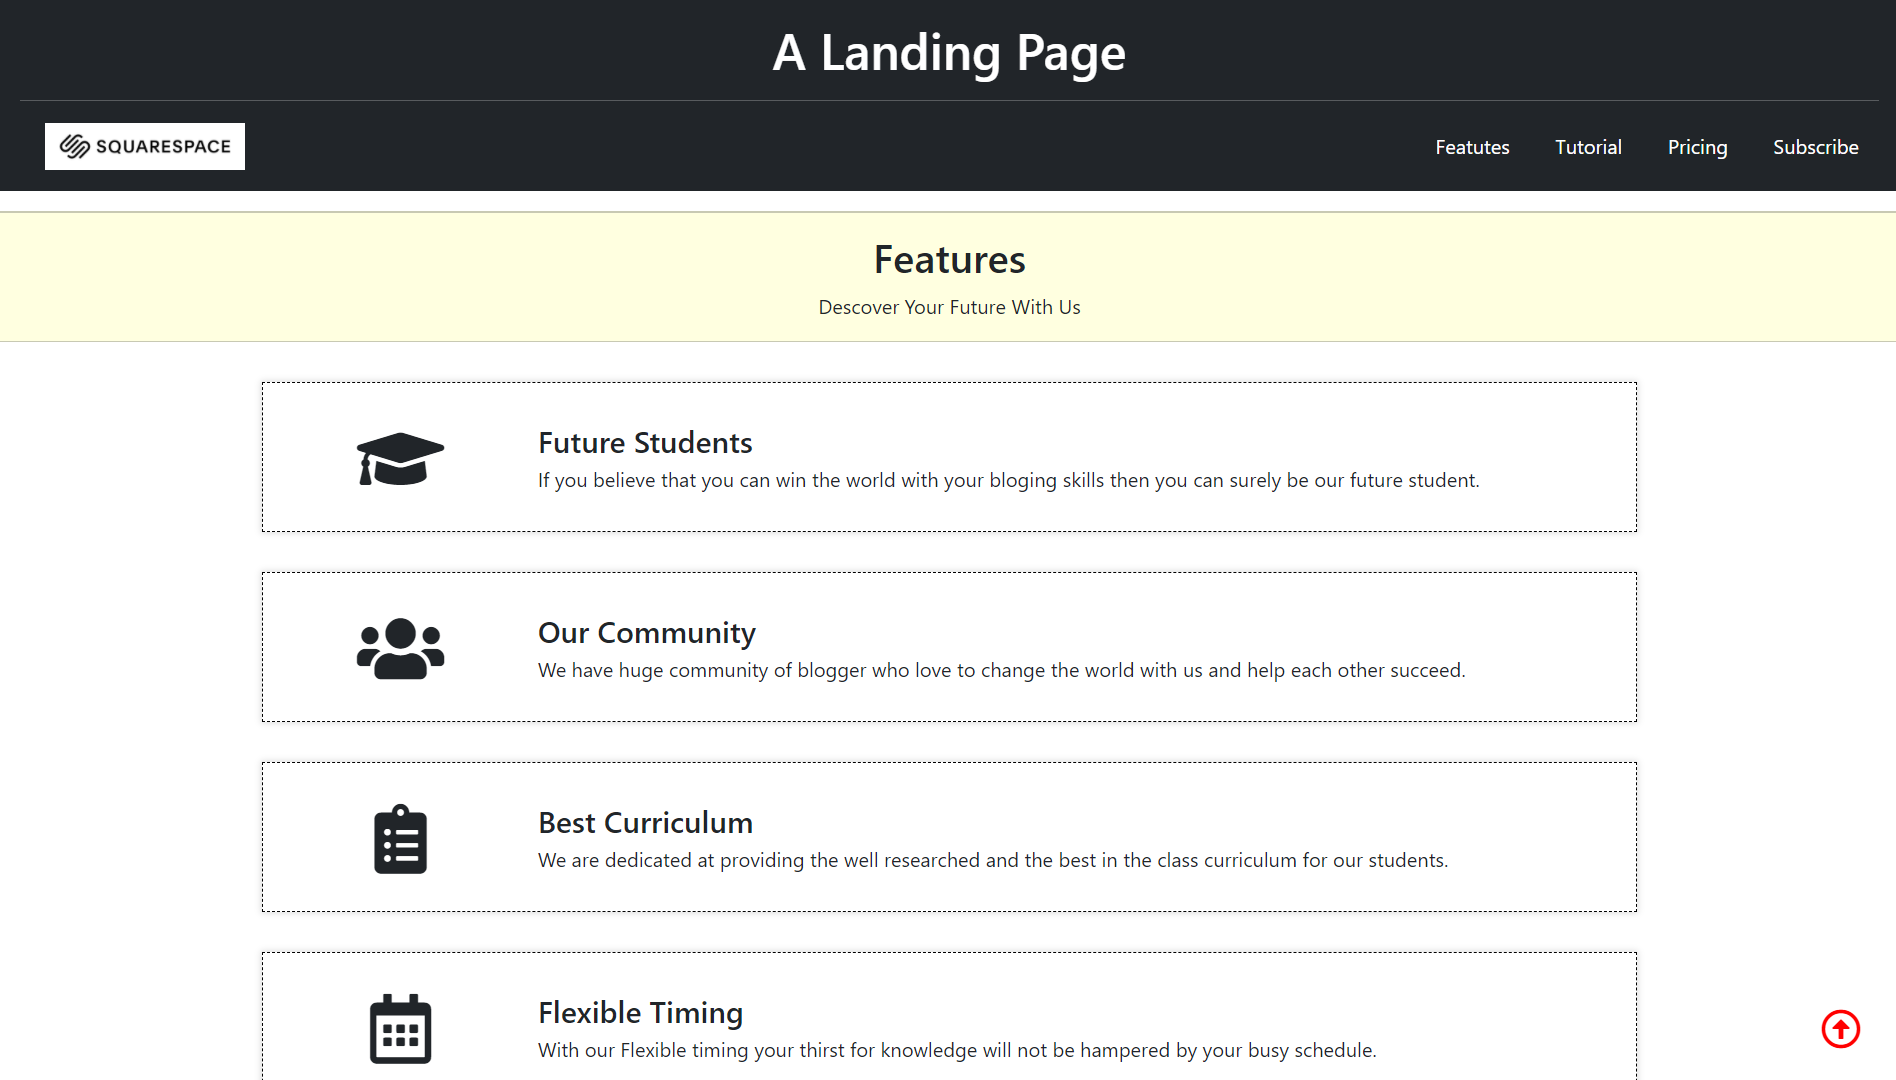 A Landing Page
SQUARESPACE
Featutes Tutorial Pricing Subscribe
Features
Descover Your Future With Us
Future Students
If you believe that you can win the world with your bloging skills then you can surely be our future student.
Our Community
We have huge community of blogger who love to change the world with us and help each other succeed.
Best Curriculum
We are dedicated at providing the well researched and the best in the class curriculum for our students.
Flexible Timing
With our Flexible timing your thirst for knowledge will not be hampered by your busy schedule.